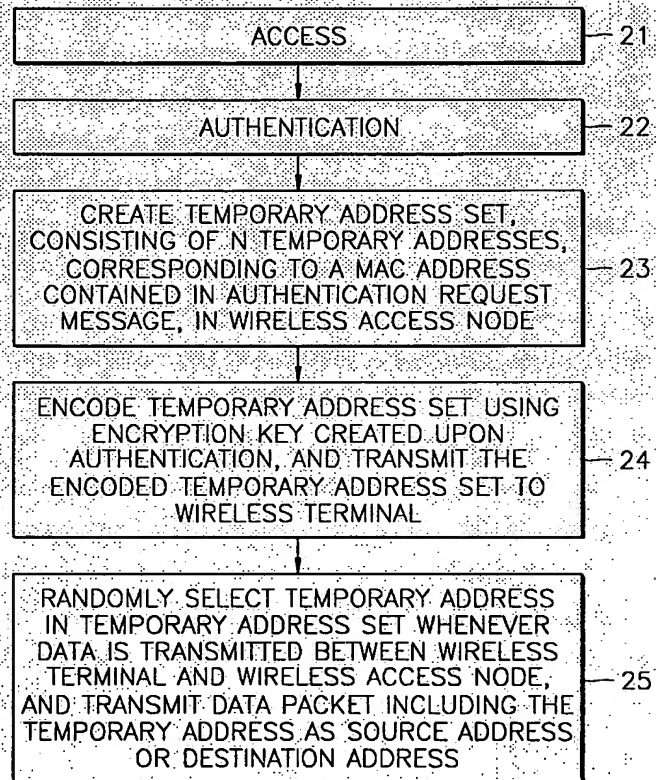 ACCESS
21
AUTHENTICATION
22
CREATE TEMPORARY ADDRESS SET,
CONSISTING OF N TEMPORARY ADDRESSES,
CORRESPONDING TO A MAC ADDRESS
CONTAINED IN AUTHENTICATION REQUEST
MESSAGE, IN WIRELESS ACCESS NODE
23
ENCODE TEMPORARY ADDRESS SET USING
ENCRYPTION KEY CREATED UPON
AUTHENTICATION, AND TRANSMIT THE
ENCODED TEMPORARY ADDRESS SET TO
WIRELESS TERMINAL
24
RANDOMLY SELECT TEMPORARY ADDRESS
IN TEMPORARY ADDRESS SET WHENEVER
DATA IS TRANSMITTED BETWEEN WIRELESS
TERMINAL AND WIRELESS ACCESS NODE,
AND TRANSMIT DATA PACKET INCLUDING THE
TEMPORARY ADDRESS AS SOURCE ADDRESS
OR DESTINATION ADDRESS
25